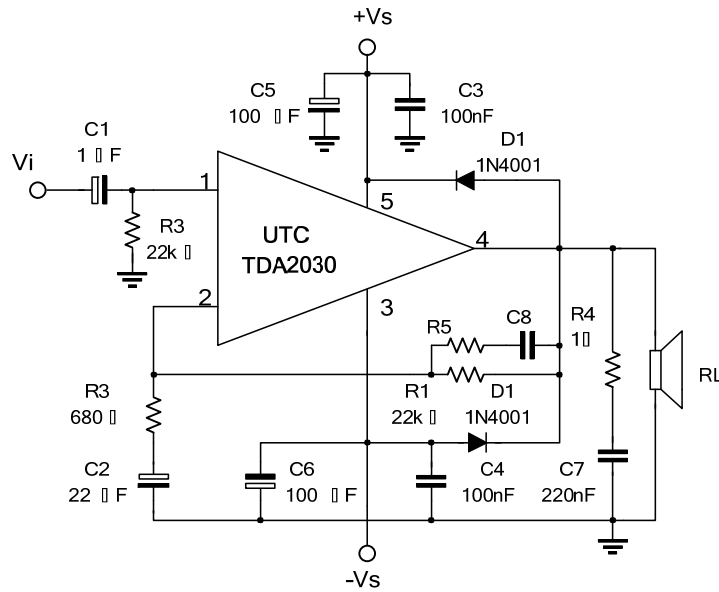 +Vs
C5
100 ▯ F
C3
100nF
C1
1 ▯ F
D1
1N4001
Vi
1
5
R3
22k ▯
UTC
TDA2030
4
2
3
R5
C8
R4
1▯
R3
680 ▯
R1
22k ▯
D1
1N4001
RL
C2
22 ▯ F
C6
100 ▯ F
C4
100nF
C7
220nF
-Vs